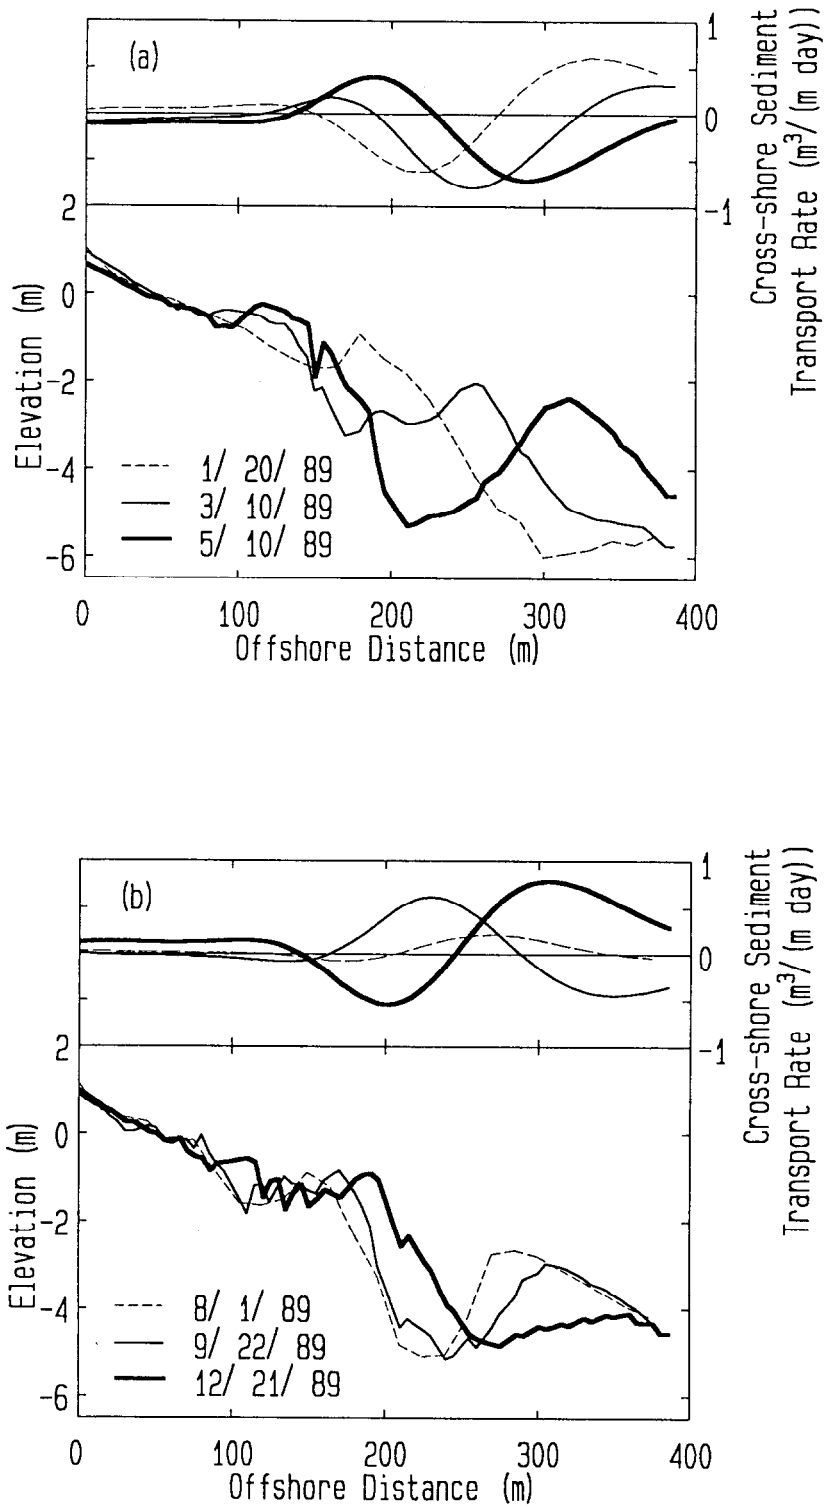 (a)
1
0
-1
Cross-shore Sediment
Transport Rate (m³/(m day))
2
0
-2
-4
-6
Elevation (m)
1/ 20/ 89
3/ 10/ 89
5/ 10/ 89
0 100 200 300 400
Offshore Distance (m)
(b)
1
0
-1
Cross-shore Sediment
Transport Rate (m³/(m day))
2
0
-2
-4
-6
Elevation (m)
8/ 1/ 89
9/ 22/ 89
12/ 21/ 89
0 100 200 300 400
Offshore Distance (m)